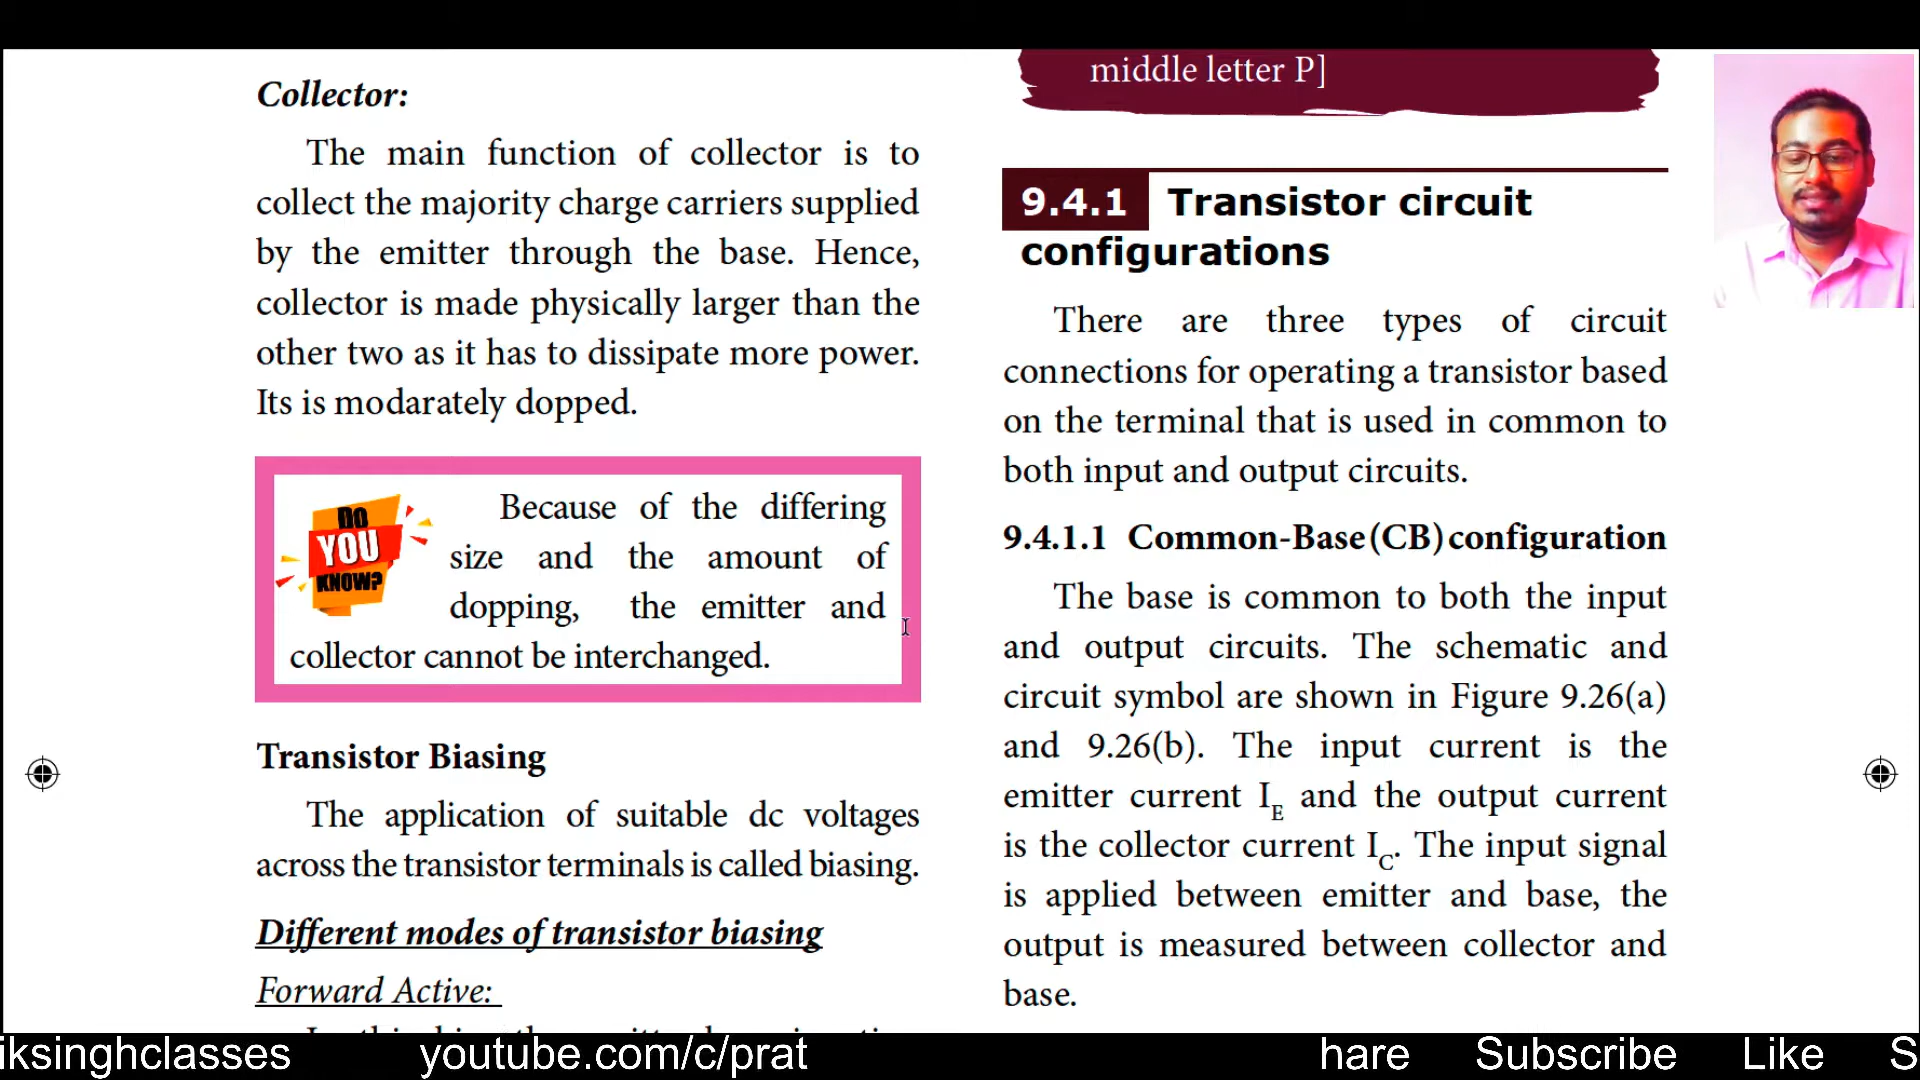 Collector:
The main function of collector is to
collect the majority charge carriers supplied
by the emitter through the base. Hence,
collector is made physically larger than the
other two as it has to dissipate more power.
Its is modarately dopped.
DO
YOU
KNOW?
Because of the differing
size and the amount of
dopping, the emitter and
collector cannot be interchanged.
Transistor Biasing
The application of suitable dc voltages
across the transistor terminals is called biasing.
Different modes of transistor biasing
Forward Active:
middle letter P]
9.4.1 Transistor circuit
configurations
There are three types of circuit
connections for operating a transistor based
on the terminal that is used in common to
both input and output circuits.
9.4.1.1 Common-Base (CB) configuration
The base is common to both the input
and output circuits. The schematic and
circuit symbol are shown in Figure 9.26(a)
and 9.26(b). The input current is the
emitter current I_E and the output current
is the collector current I_C. The input signal
is applied between emitter and base, the
output is measured between collector and
base.
iksinghclasses youtube.com/c/prat hare Subscribe Like S